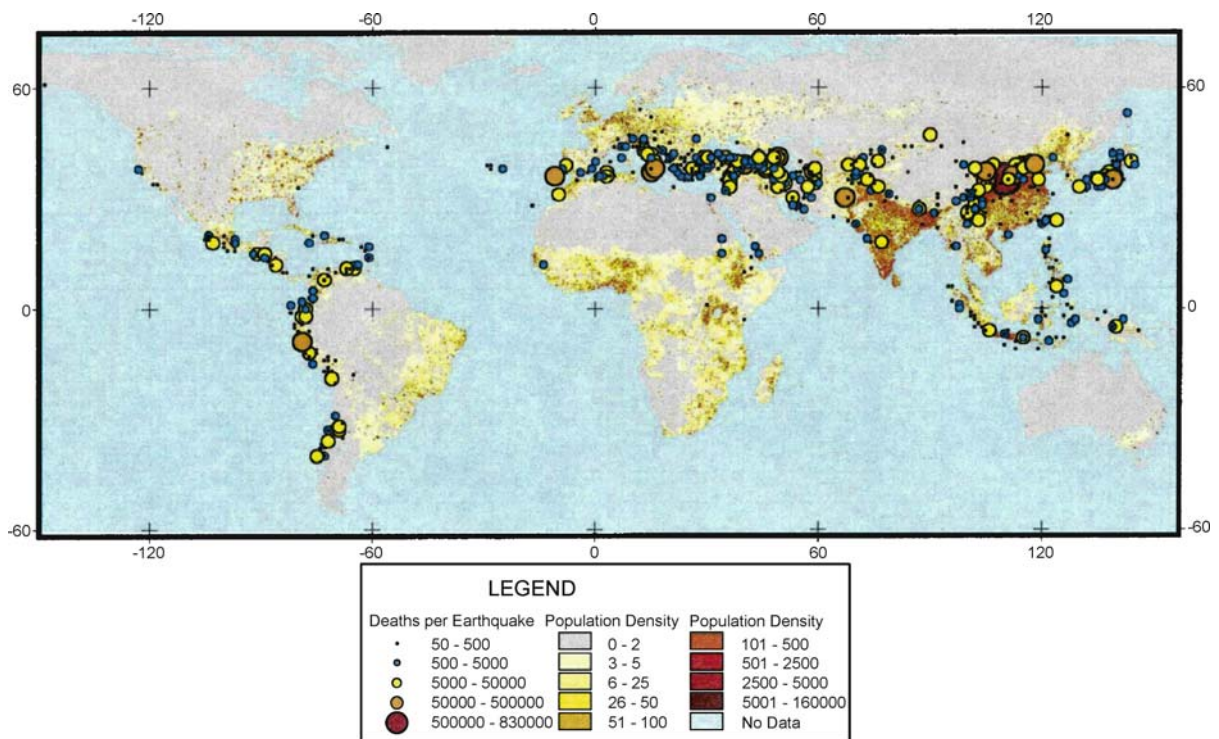 -120 -60 0 60 120
60 60
0 0
-60 -60
-120 -60 0 60 120
LEGEND
Deaths per Earthquake Population Density Population Density
50 - 500 0 - 2 101 - 500
500 - 5000 3 - 5 501 - 2500
5000 - 50000 6 - 25 2500 - 5000
50000 - 500000 26 - 50 5001 - 160000
500000 - 830000 51 - 100 No Data